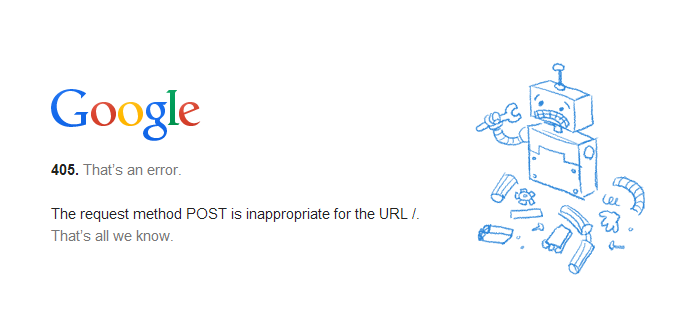 Google
405. That's an error.
The request method POST is inappropriate for the URL /.
That's all we know.